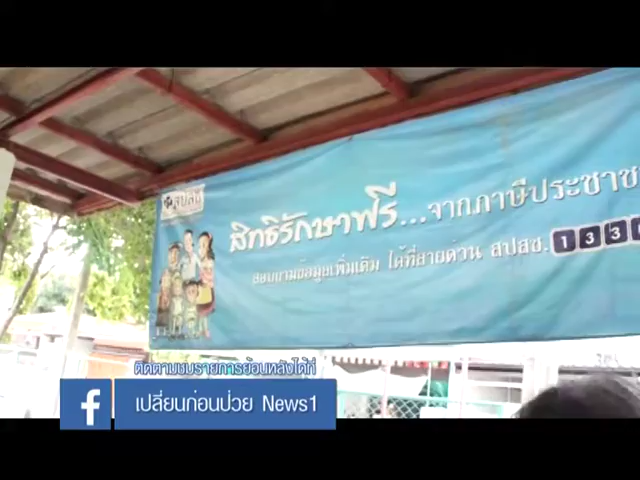 สปสช
สิทธิรักษาฟรี...จากภาษีประชาช
สอบถามข้อมูลเพิ่มเติม ได้ที่สายด่วน สปสช. 133
ติดตามชมรายการย้อนหลังได้ที่
f เปลี่ยนก่อนป่วย News1